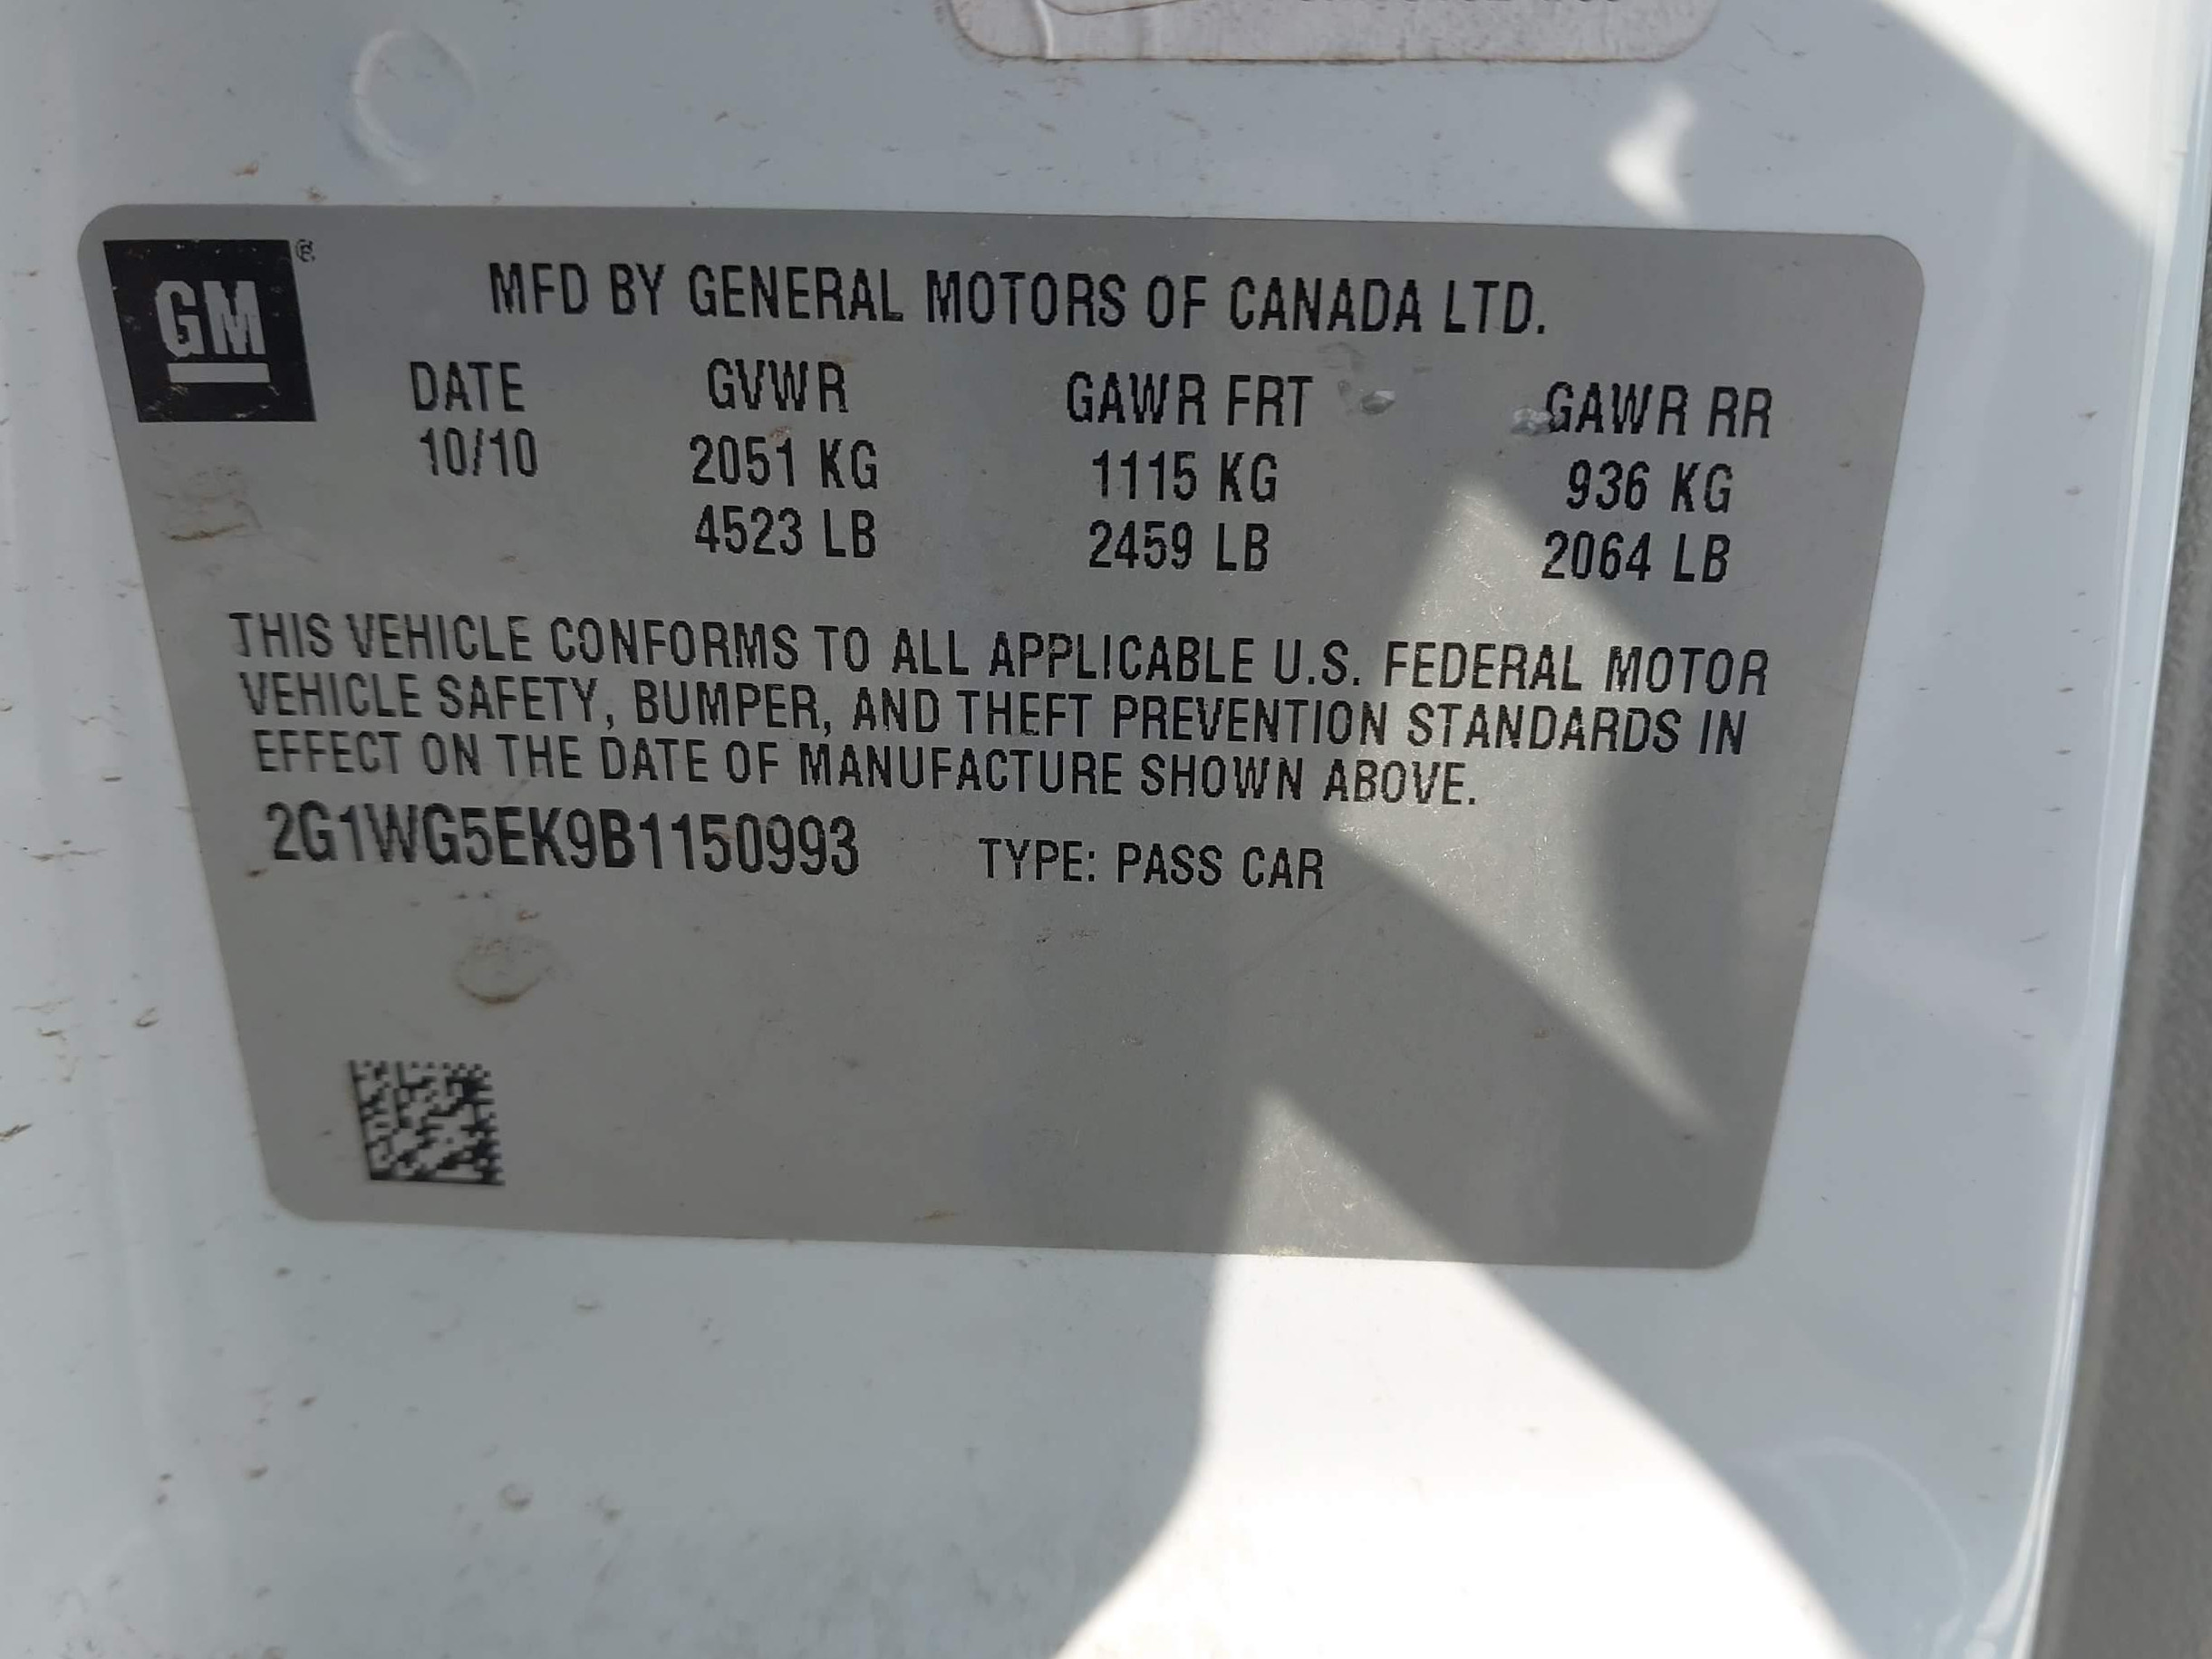 GM ®
MFD BY GENERAL MOTORS OF CANADA LTD.
DATE GVWR GAWR FRT GAWR RR
10/10 2051 KG 1115 KG 936 KG
4523 LB 2459 LB 2064 LB
THIS VEHICLE CONFORMS TO ALL APPLICABLE U.S. FEDERAL MOTOR
VEHICLE SAFETY, BUMPER, AND THEFT PREVENTION STANDARDS IN
EFFECT ON THE DATE OF MANUFACTURE SHOWN ABOVE.
2G1WG5EK9B1150993 TYPE: PASS CAR